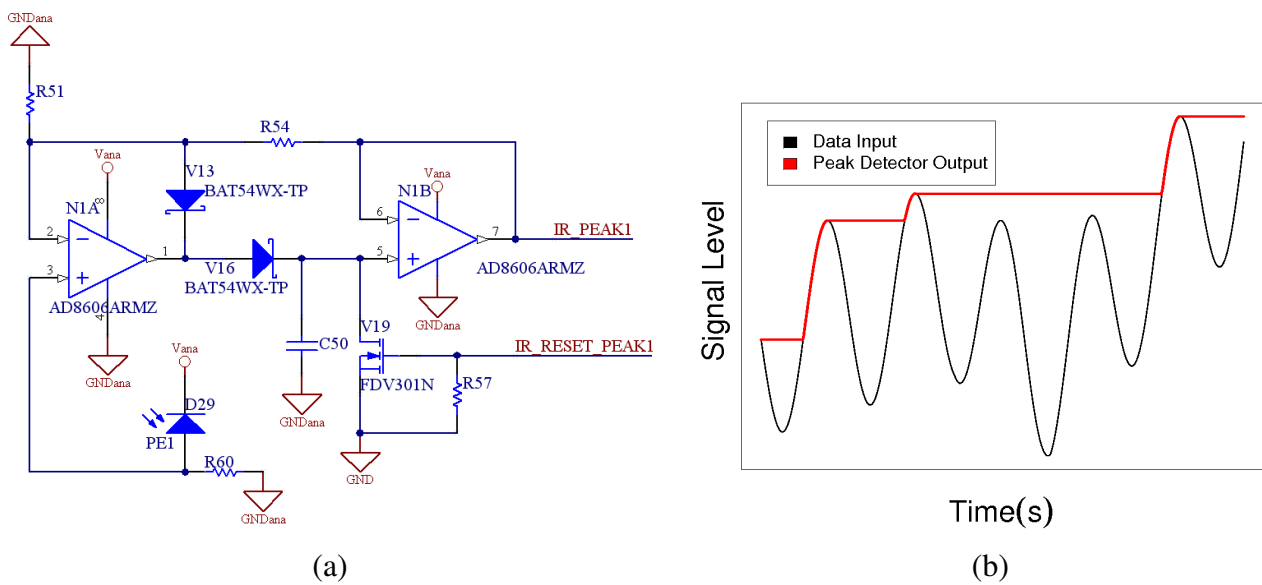 GNDana
R51
R54
Vana
V13
BAT54WX-TP
N1A
8
2
3
1
4
AD8606ARMZ
V16
BAT54WX-TP
Vana
N1B
6
5
7
IR_PEAK1
AD8606ARMZ
GNDana
GNDana
V19
C50
IR_RESET_PEAK1
FDV301N
R57
GNDana
GND
Vana
D29
PE1
R60
GNDana
(a)
Data Input
Peak Detector Output
Signal Level
Time(s)
(b)